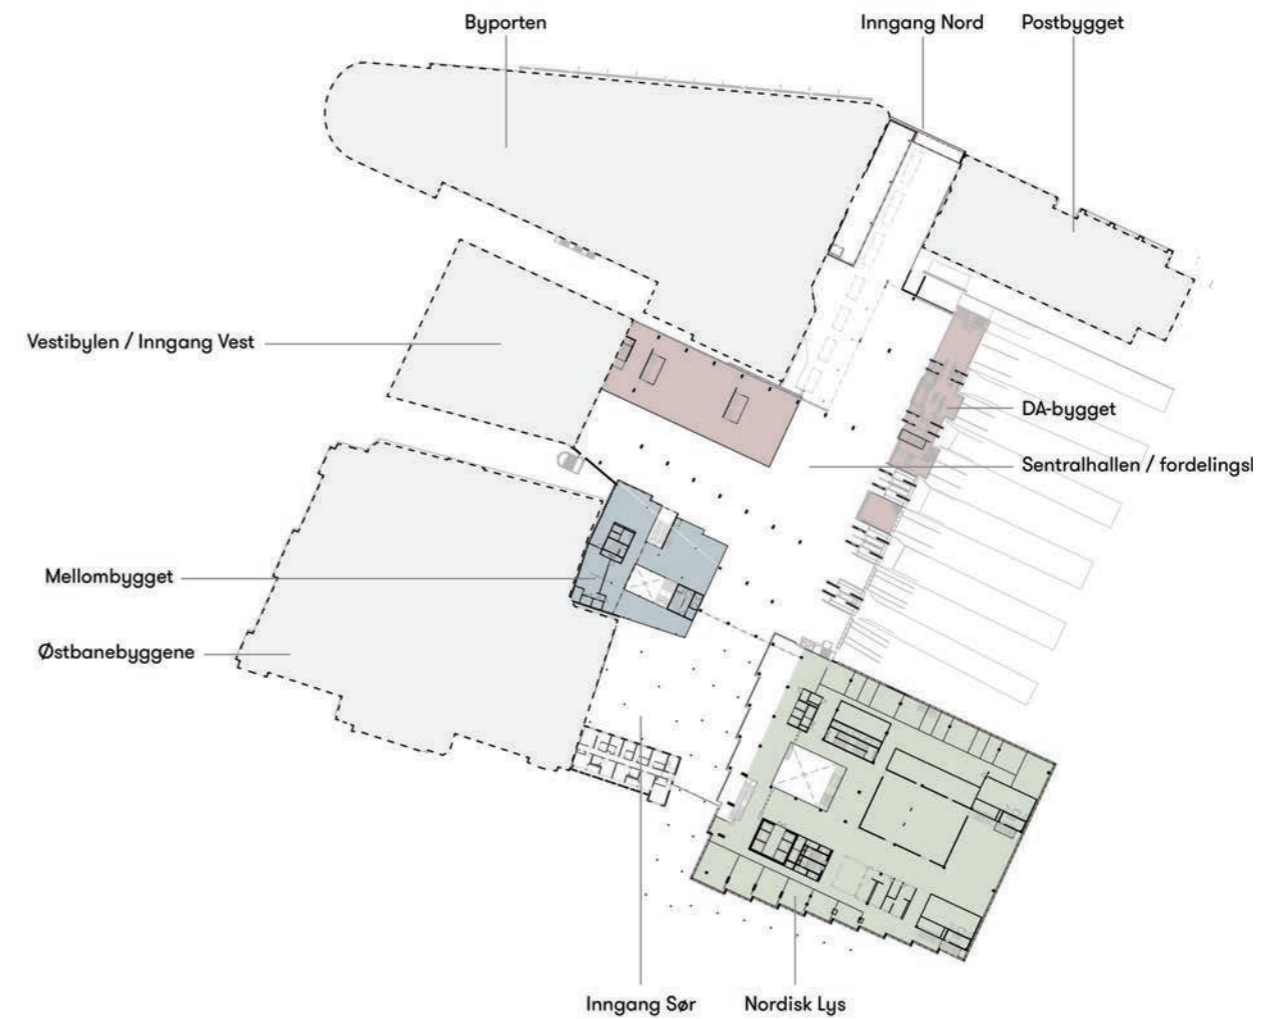 Byporten
Inngang Nord
Postbygget
Vestibylen / Inngang Vest
DA-bygget
Sentralhallen / fordelingsl
Mellombygget
Østbanebyggene
Inngang Sør
Nordisk Lys